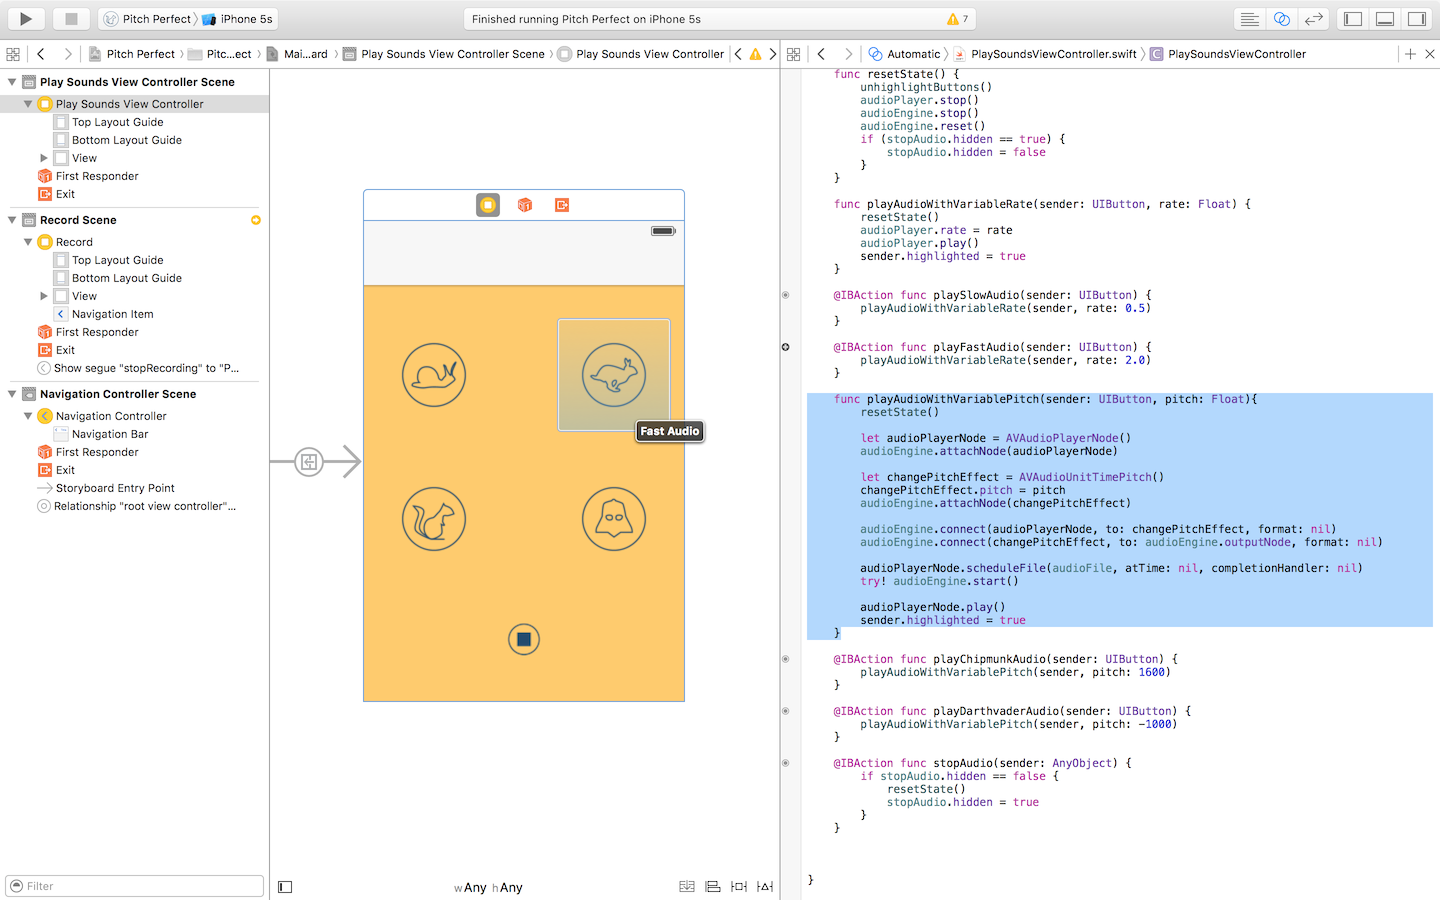 Pitch Perfect
iPhone 5s
Finished running Pitch Perfect on iPhone 5s
7
Pitch Perfect
Pitc...ect
Mai...ard
Play Sounds View Controller Scene
Play Sounds View Controller
Automatic
PlaySoundsViewController.swift
PlaySoundsViewController
Play Sounds View Controller Scene
Play Sounds View Controller
Top Layout Guide
Bottom Layout Guide
View
First Responder
Exit
Record Scene
Record
Top Layout Guide
Bottom Layout Guide
View
Navigation Item
First Responder
Exit
Show segue "stopRecording" to "P...
Navigation Controller Scene
Navigation Controller
Navigation Bar
First Responder
Exit
Storyboard Entry Point
Relationship "root view controller"...
Filter
Fast Audio
wAny hAny
func resetState() {
unhighlightButtons()
audioPlayer.stop()
audioEngine.stop()
audioEngine.reset()
if (stopAudio.hidden == true) {
stopAudio.hidden = false
}
}
func playAudioWithVariableRate(sender: UIButton, rate: Float) {
resetState()
audioPlayer.rate = rate
audioPlayer.play()
sender.highlighted = true
}
@IBAction func playSlowAudio(sender: UIButton) {
playAudioWithVariableRate(sender, rate: 0.5)
}
@IBAction func playFastAudio(sender: UIButton) {
playAudioWithVariableRate(sender, rate: 2.0)
}
func playAudioWithVariablePitch(sender: UIButton, pitch: Float){
resetState()
let audioPlayerNode = AVAudioPlayerNode()
audioEngine.attachNode(audioPlayerNode)
let changePitchEffect = AVAudioUnitTimePitch()
changePitchEffect.pitch = pitch
audioEngine.attachNode(changePitchEffect)
audioEngine.connect(audioPlayerNode, to: changePitchEffect, format: nil)
audioEngine.connect(changePitchEffect, to: audioEngine.outputNode, format: nil)
audioPlayerNode.scheduleFile(audioFile, atTime: nil, completionHandler: nil)
try! audioEngine.start()
audioPlayerNode.play()
sender.highlighted = true
}
@IBAction func playChipmunkAudio(sender: UIButton) {
playAudioWithVariablePitch(sender, pitch: 1600)
}
@IBAction func playDarthvaderAudio(sender: UIButton) {
playAudioWithVariablePitch(sender, pitch: -1000)
}
@IBAction func stopAudio(sender: AnyObject) {
if stopAudio.hidden == false {
resetState()
stopAudio.hidden = true
}
}
}